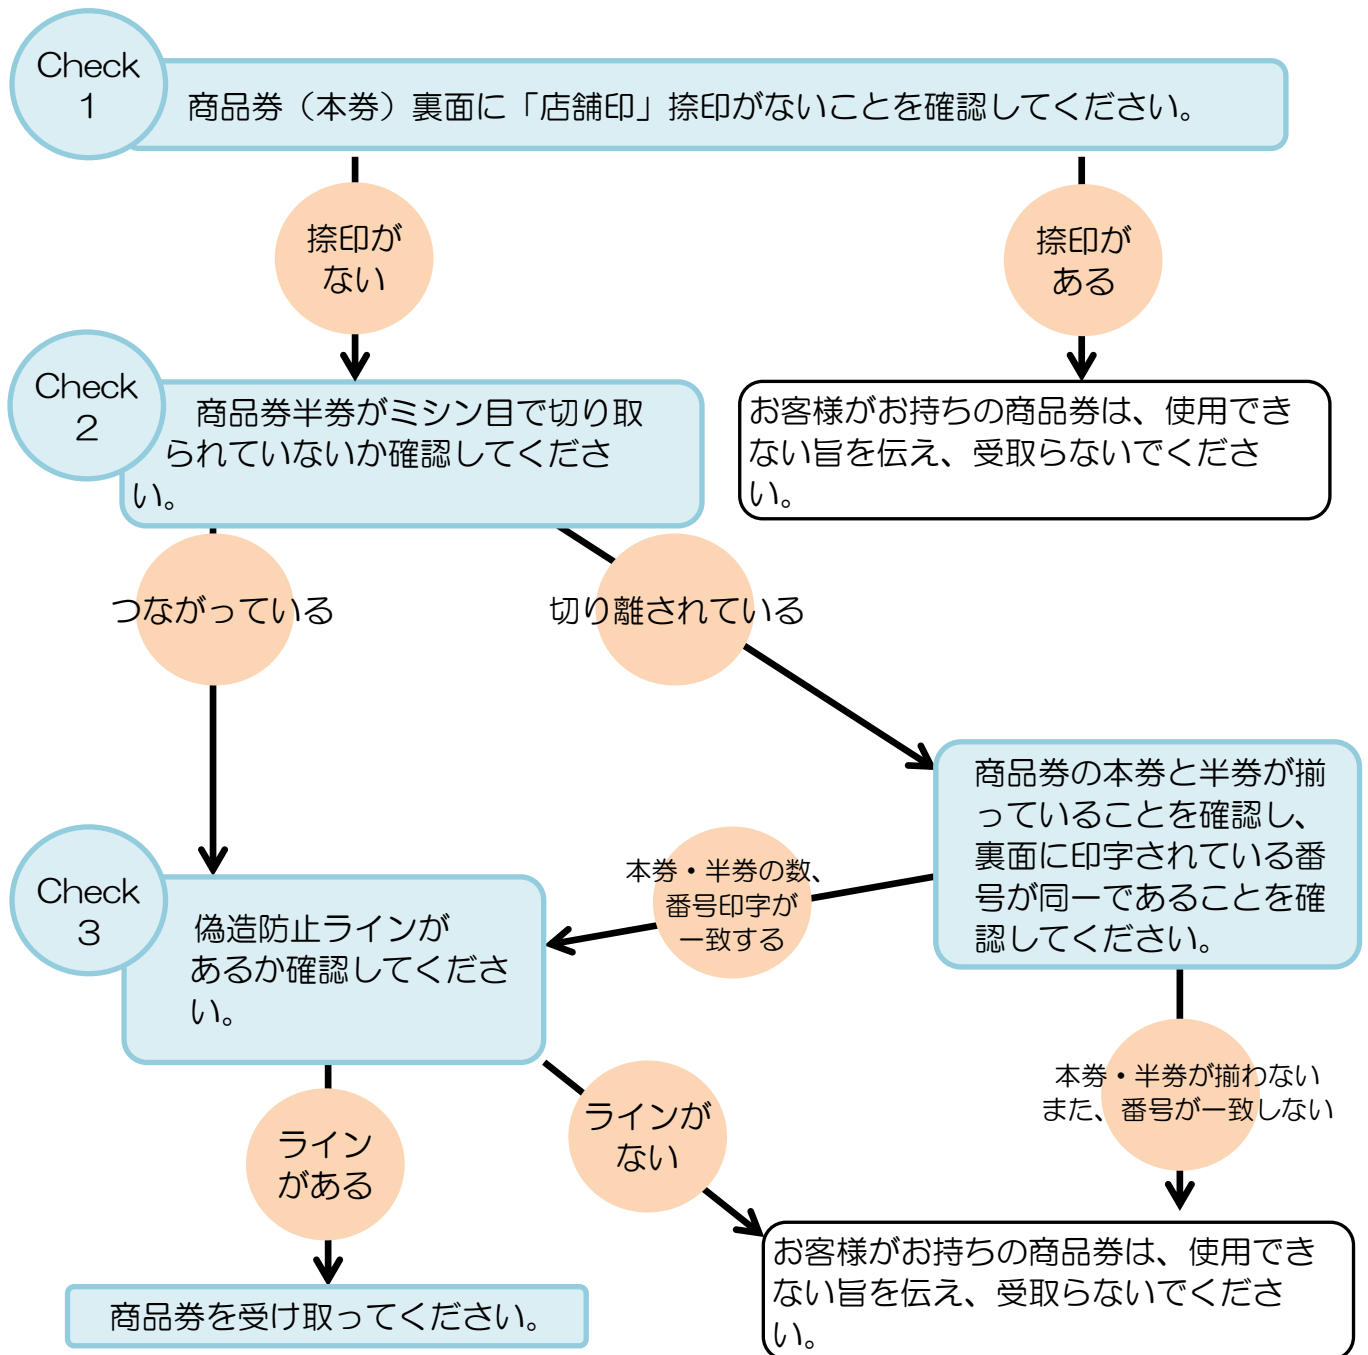 Check
1
商品券（本券）裏面に「店舗印」捺印がないことを確認してください。
捺印が
ない
捺印が
ある
Check
2
商品券半券がミシン目で切り取
られていないか確認してくださ
い。
お客様がお持ちの商品券は、使用でき
ない旨を伝え、受取らないでくださ
い。
つながっている
切り離されている
商品券の本券と半券が揃
っていることを確認し、
裏面に印字されている番
号が同一であることを確
認してください。
本券・半券の数、
番号印字が
一致する
Check
3
偽造防止ラインが
あるか確認してくださ
い。
本券・半券が揃わない
また、番号が一致しない
ラインが
ない
ライン
がある
お客様がお持ちの商品券は、使用でき
ない旨を伝え、受取らないでくださ
い。
商品券を受け取ってください。